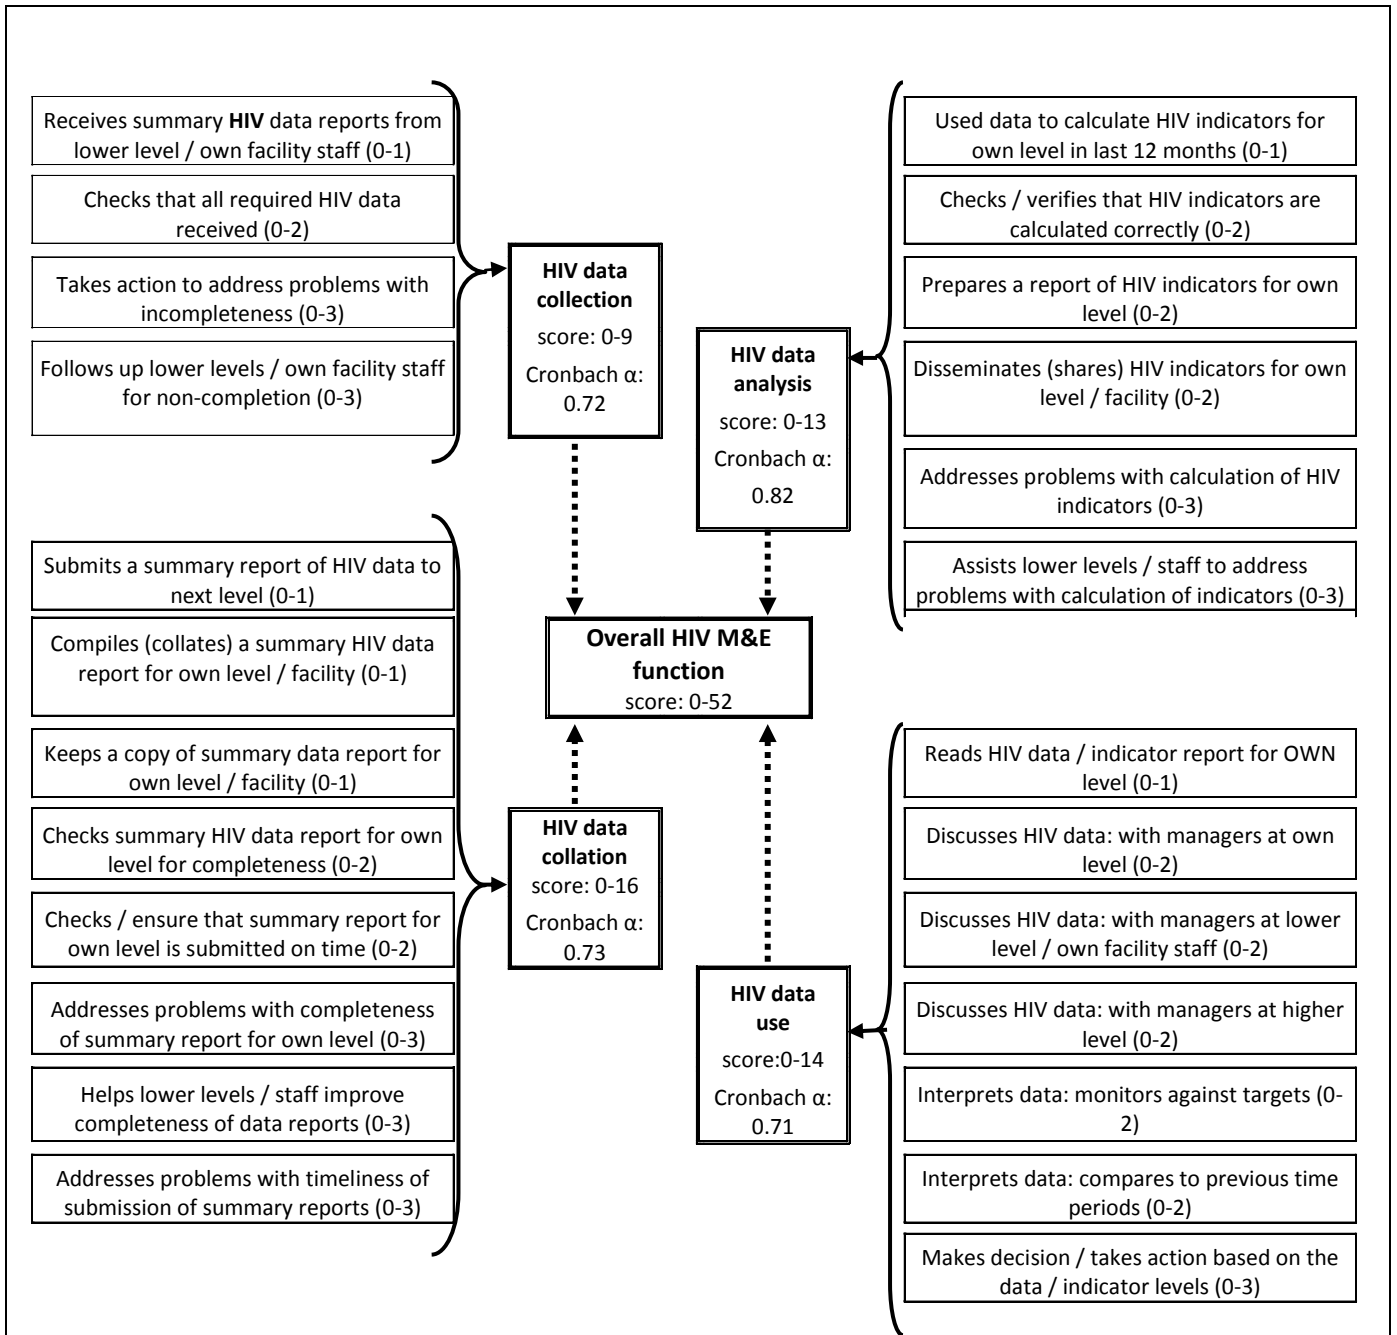 Receives summary HIV data reports from
lower level / own facility staff (0-1)
Checks that all required HIV data
received (0-2)
Takes action to address problems with
incompleteness (0-3)
Follows up lower levels / own facility staff
for non-completion (0-3)
HIV data
collection
score: 0-9
Cronbach α:
0.72
Submits a summary report of HIV data to
next level (0-1)
Compiles (collates) a summary HIV data
report for own level / facility (0-1)
Keeps a copy of summary data report for
own level / facility (0-1)
Checks summary HIV data report for own
level for completeness (0-2)
Checks / ensure that summary report for
own level is submitted on time (0-2)
Addresses problems with completeness
of summary report for own level (0-3)
Helps lower levels / staff improve
completeness of data reports (0-3)
Addresses problems with timeliness of
submission of summary reports (0-3)
HIV data
collation
score: 0-16
Cronbach α:
0.73
Overall HIV M&E
function
score: 0-52
HIV data
analysis
score: 0-13
Cronbach α:
0.82
Used data to calculate HIV indicators for
own level in last 12 months (0-1)
Checks / verifies that HIV indicators are
calculated correctly (0-2)
Prepares a report of HIV indicators for own
level (0-2)
Disseminates (shares) HIV indicators for own
level / facility (0-2)
Addresses problems with calculation of HIV
indicators (0-3)
Assists lower levels / staff to address
problems with calculation of indicators (0-3)
HIV data
use
score:0-14
Cronbach α:
0.71
Reads HIV data / indicator report for OWN
level (0-1)
Discusses HIV data: with managers at own
level (0-2)
Discusses HIV data: with managers at lower
level / own facility staff (0-2)
Discusses HIV data: with managers at higher
level (0-2)
Interprets data: monitors against targets (0-
2)
Interprets data: compares to previous time
periods (0-2)
Makes decision / takes action based on the
data / indicator levels (0-3)